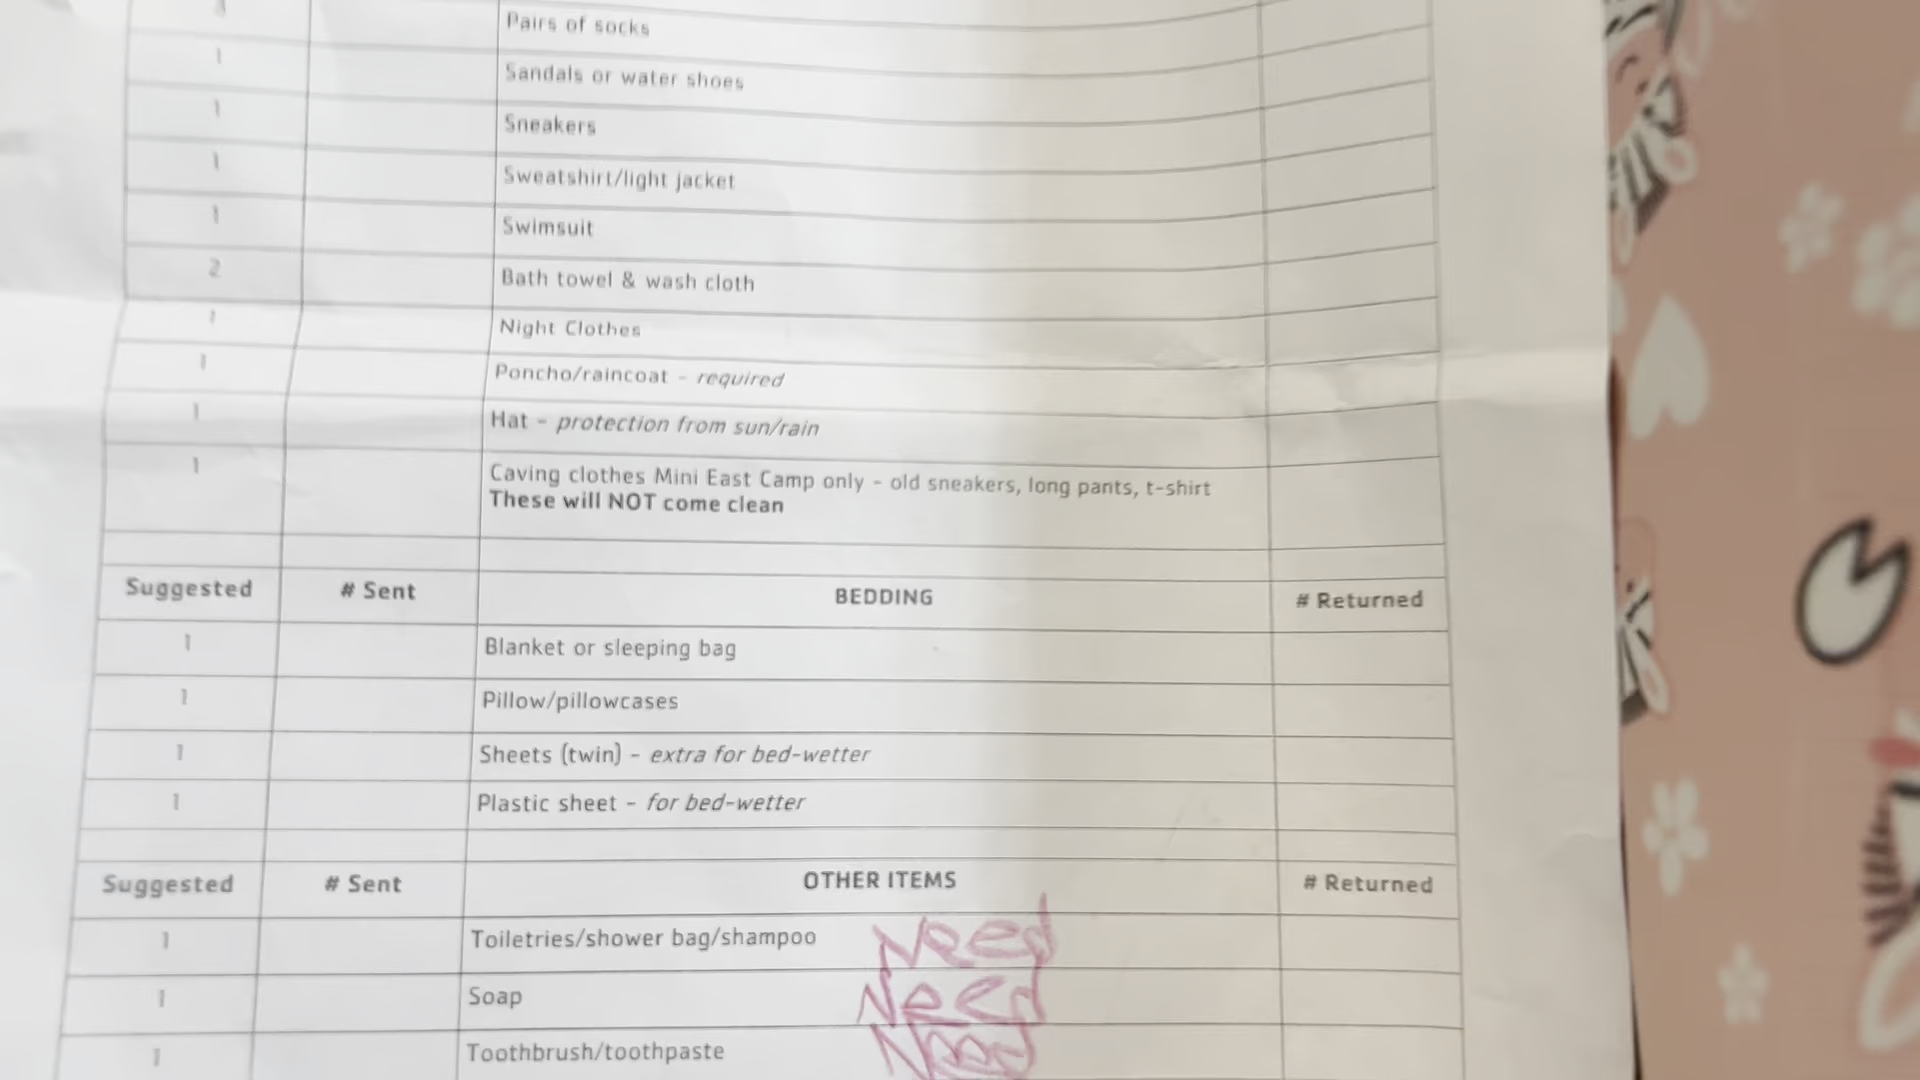 Pairs of socks
1 Sandals or water shoes
1 Sneakers
1 Sweatshirt/light jacket
1 Swimsuit
2 Bath towel & wash cloth
1 Night Clothes
1 Poncho/raincoat - required
1 Hat - protection from sun/rain
1 Caving clothes Mini East Camp only - old sneakers, long pants, t-shirt
These will NOT come clean
Suggested # Sent BEDDING # Returned
1 Blanket or sleeping bag
1 Pillow/pillowcases
1 Sheets (twin) - extra for bed-wetter
1 Plastic sheet - for bed-wetter
Suggested # Sent OTHER ITEMS # Returned
1 Toiletries/shower bag/shampoo Need
1 Soap Need
1 Toothbrush/toothpaste Need